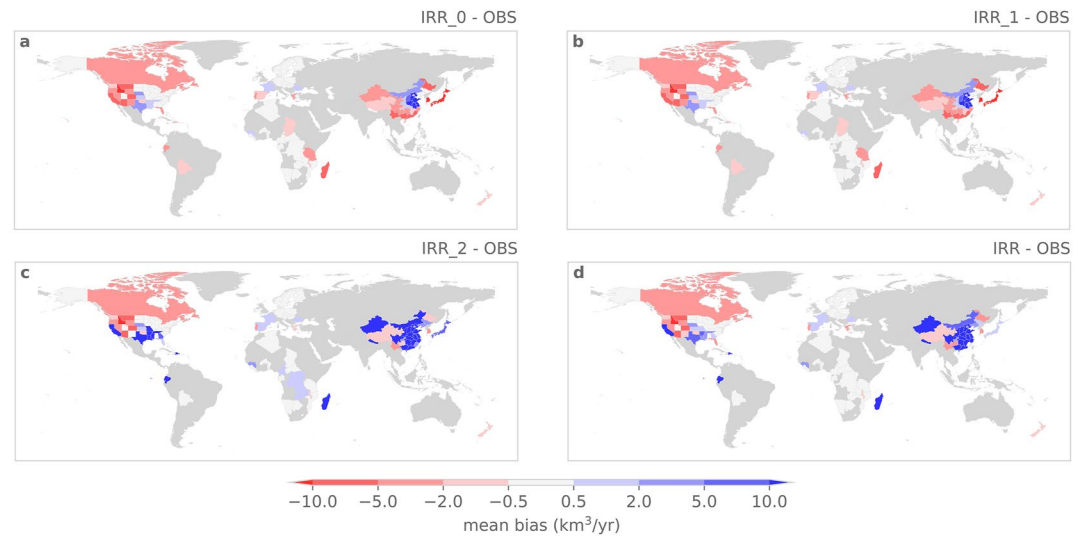 IRR_0 - OBS
IRR_1 - OBS
a
b
IRR_2 - OBS
IRR - OBS
c
d
−10.0 −5.0 −2.0 −0.5 0.5 2.0 5.0 10.0
mean bias (km³/yr)